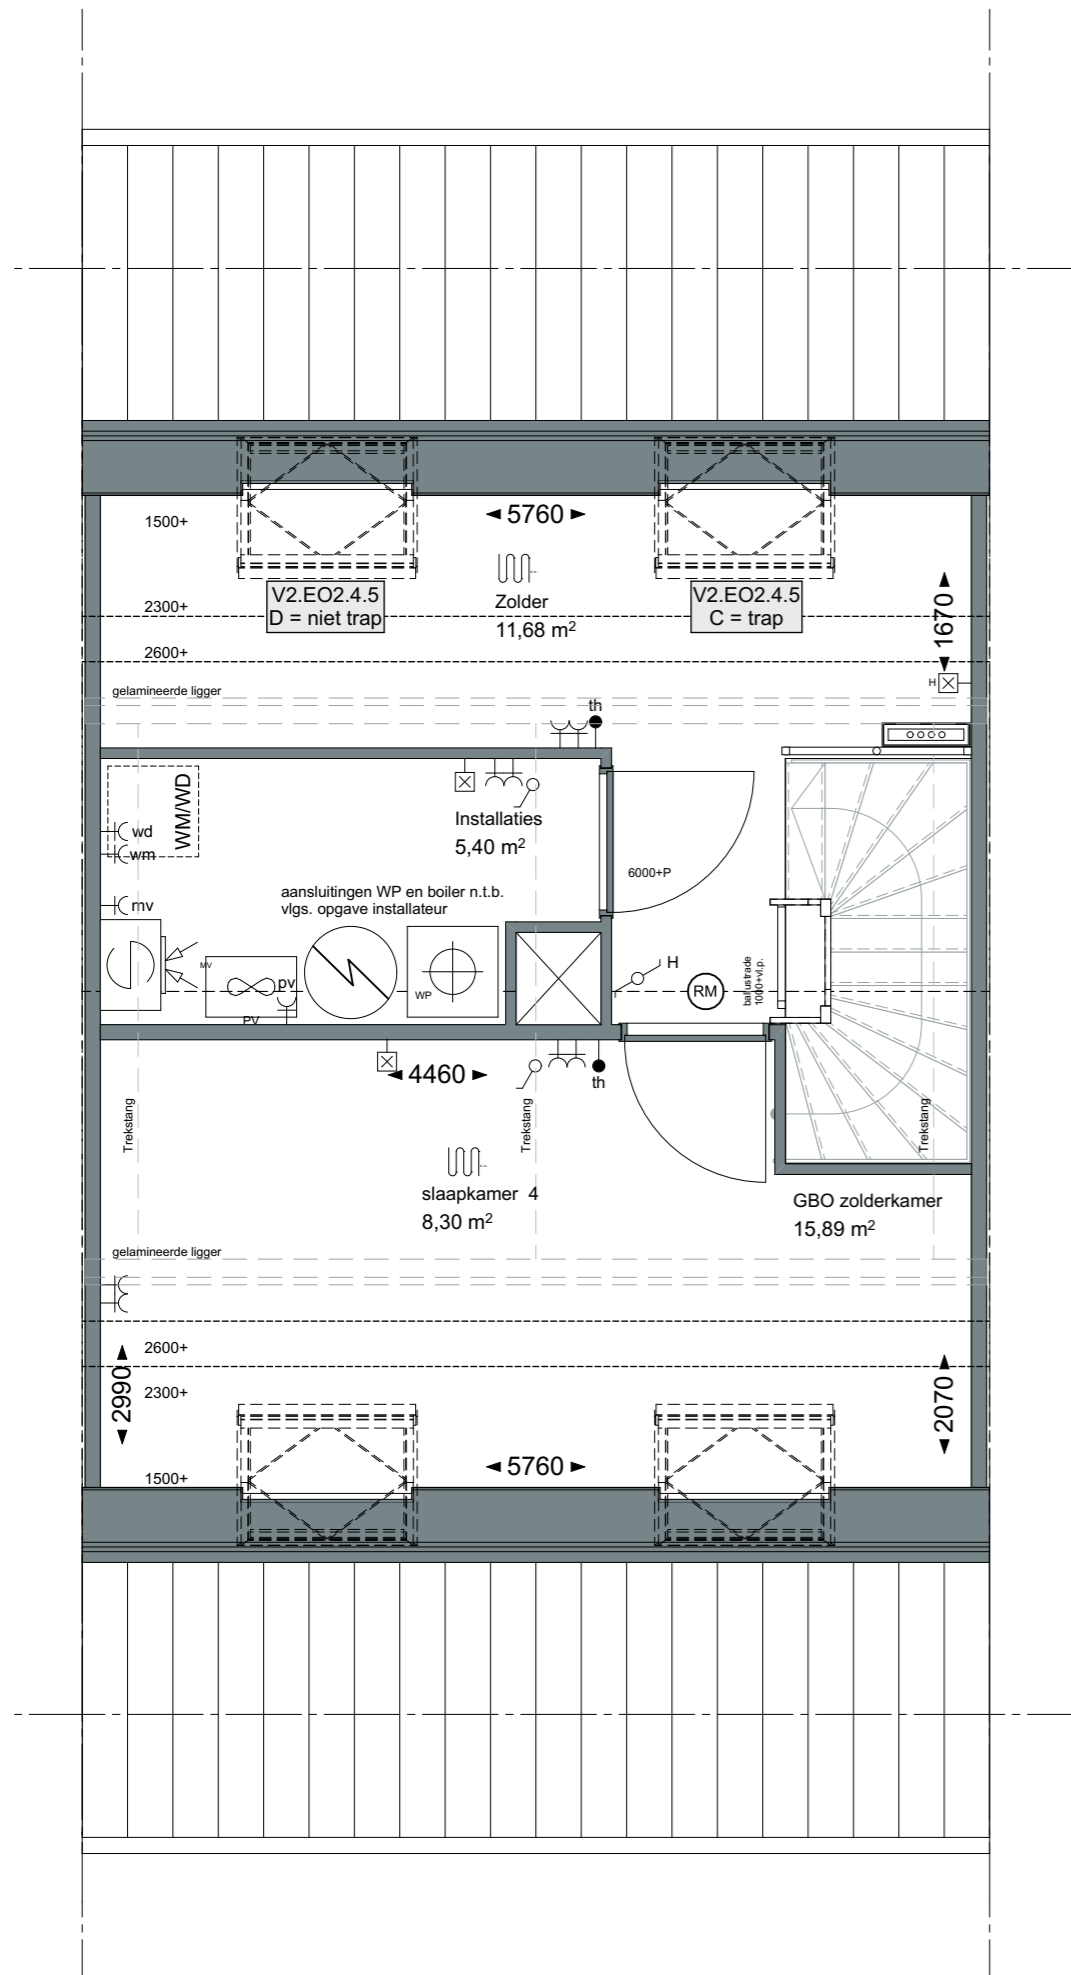 1500+
5760
V2.EO2.4.5
D = niet trap
V2.EO2.4.5
C = trap
Zolder
11,68 m²
2300+
1670
2600+
H
gelamineerde ligger
th
WM/WD
wd
wm
mv
Installaties
5,40 m²
6000+P
aansluitingen WP en boiler n.t.b.
vlgs. opgave installateur
MV
pv
PV
WP
H
RM
ballustrade
1000+vl.p.
4460
th
Trekstang
Trekstang
Trekstang
slaapkamer 4
8,30 m²
GBO zolderkamer
15,89 m²
gelamineerde ligger
2600+
2990
2300+
2070
5760
1500+